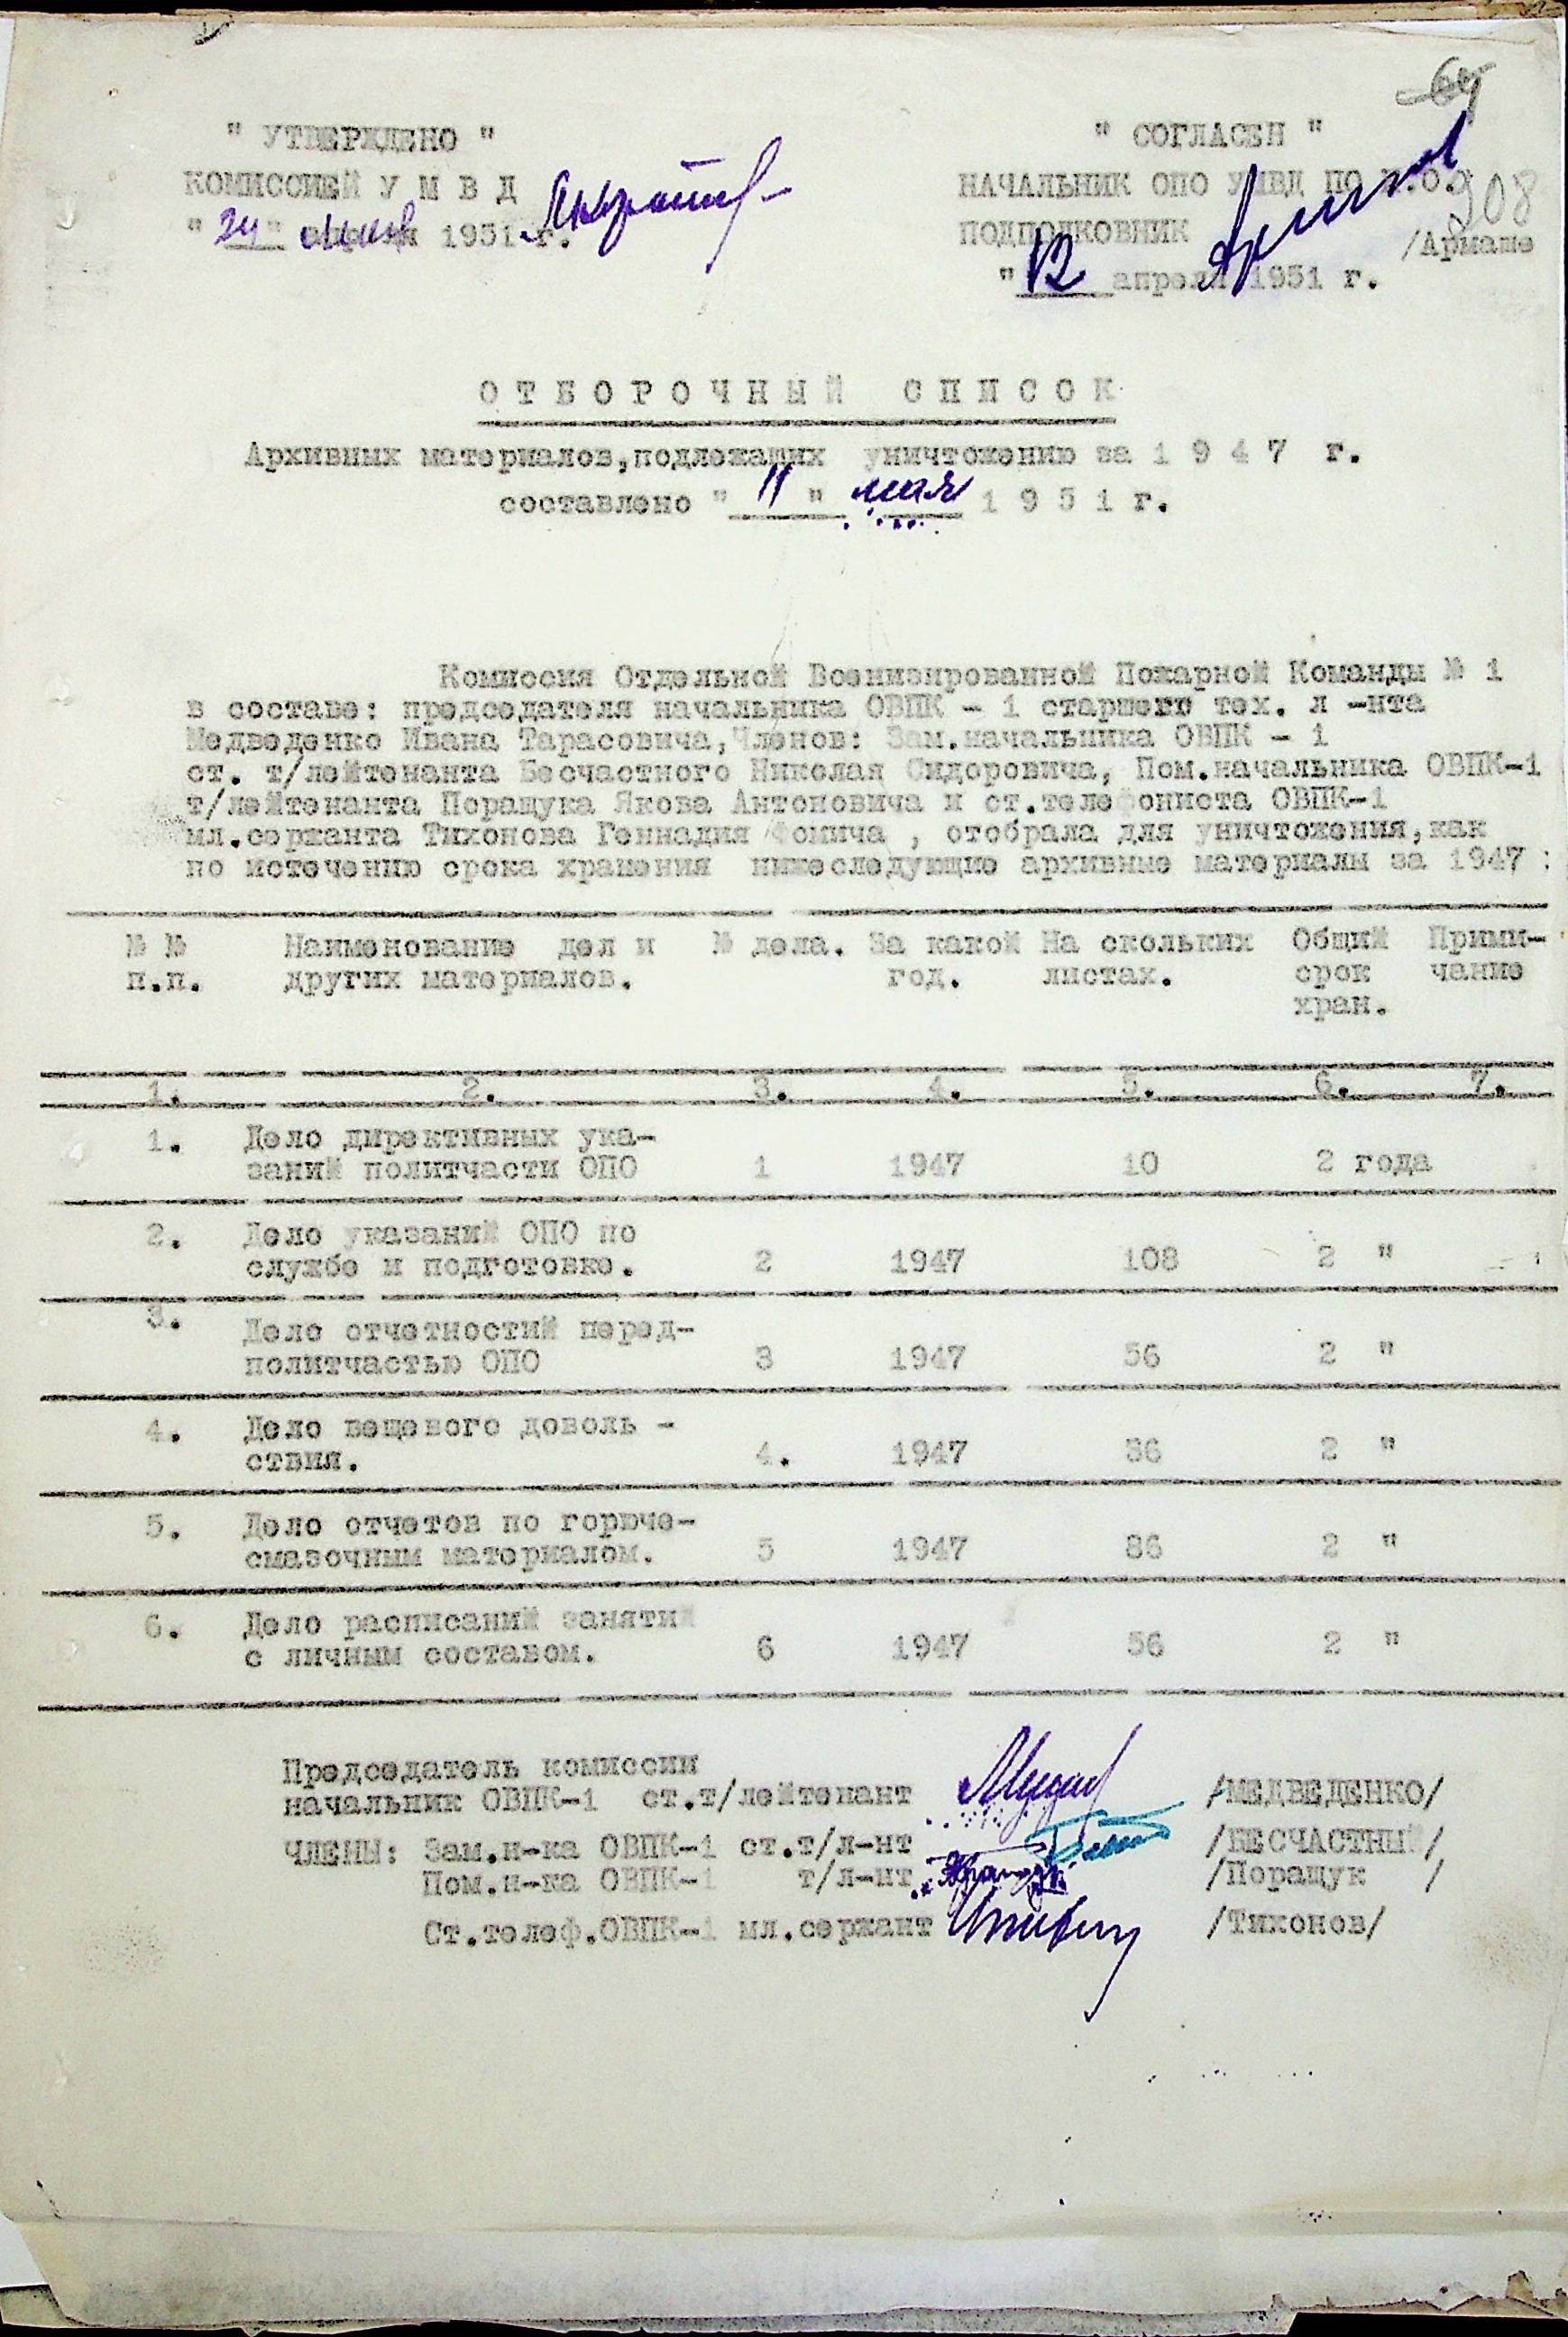 " УТВЕРЖДЕНО "
КОМИССИЕЙ У М В Д
" 24 " 1951 г.
" СОГЛАСЕН "
НАЧАЛЬНИК ОПО УМВД ПО .О.
908
ПОДПОЛКОВНИК /Армаше
" 12 апреля 1951 г.
О Т Б О Р О Ч Н Ы Й С П И С О К
Архивных материалов,подлежащих уничтожению за 1 9 4 7 г.
составлено " 11 " мая 1 9 5 1 г.
Комиссия Отдельной Военизированной Пожарной Команды № 1
в составе: председателя начальника ОВПК - 1 старшего тех. л -нта
Медведенко Ивана Тарасовича,Членов: Зам.начальника ОВПК - 1
ст. т/лейтенанта Бесчастного Николая Сидоровича, Пом.начальника ОВПК-1
т/лейтенанта Поращука Якова Антоновича и ст.телефониста ОВПК-1
мл.сержанта Тихонова Геннадия Фомича , отобрала для уничтожения,как
по истечению срока хранения нижеследующие архивные материалы за 1947 :
№ № Наименование дел и № дела. За какой На скольких Общий Прими-
п.п. других материалов. год. листах. срок чание
хран.
1. 2. 3. 4. 5. 6. 7.
1. Дело директивных ука-
заний политчасти ОПО 1 1947 10 2 года
2. Дело указаний ОПО по
службе и подготовке. 2 1947 108 2 "
3.
Дело отчетностий перед-
политчастью ОПО 3 1947 56 2 "
4. Дело вещевого доволь -
ствия. 4. 1947 36 2 "
5. Дело отчетов по горюче-
смазочным материалом. 5 1947 86 2 "
6. Дело расписаний занятий
с личным составом. 6 1947 56 2 "
Председатель комиссии
начальник ОВПК-1 ст.т/лейтенант /МЕДВЕДЕНКО/
ЧЛЕНЫ: Зам.н-ка ОВПК-1 ст.т/л-нт /БЕСЧАСТНЫЙ/
Пом.н-ка ОВПК-1 т/л-нт /Поращук /
Ст.телеф.ОВПК-1 мл.сержант /Тихонов/